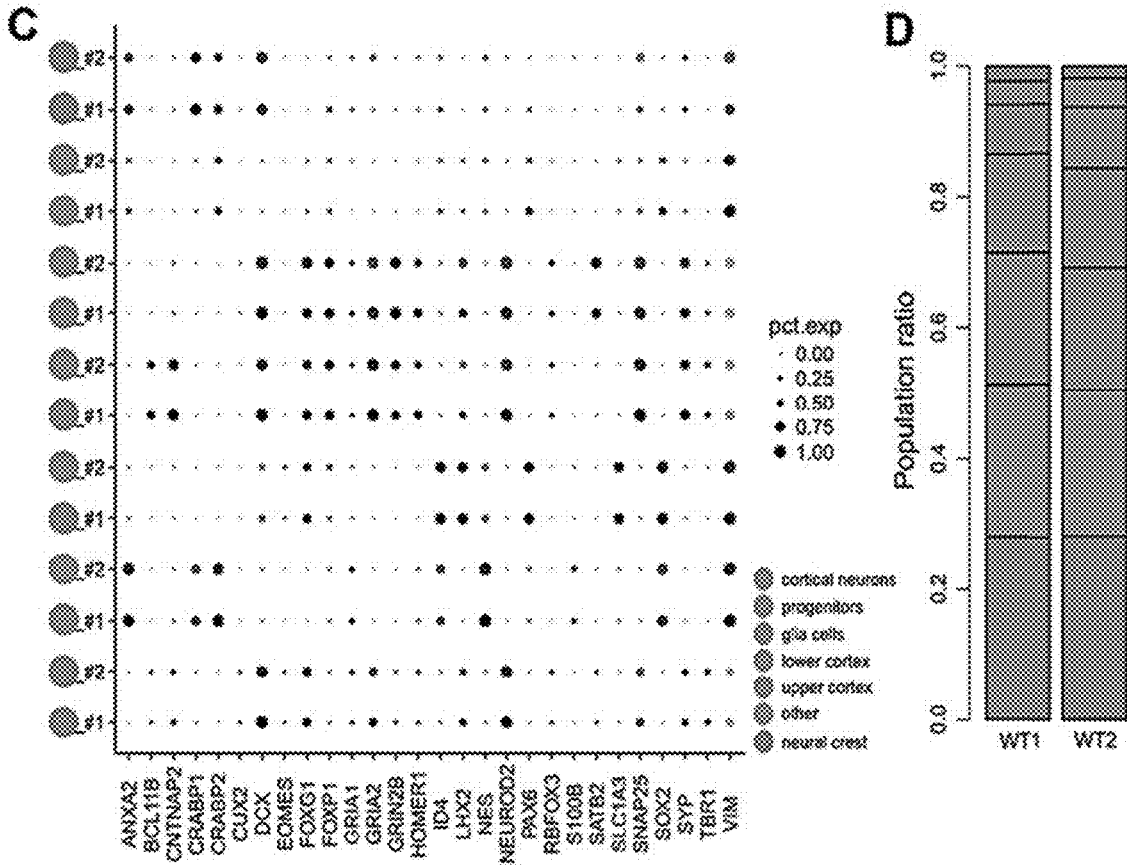 C
D
#2
#1
#2
#1
#2
#1
#2
#1
#2
#1
#2
#1
#2
#1
ANXA2
BCL11B
CNTNAP2
CRABP1
CRABP2
CUX2
DCX
EOMES
FOXG1
FOXP1
GRIA1
GRIA2
GRIN2B
HOMER1
ID4
LHX2
NES
NEUROD2
PAX6
RBFOX3
S100B
SATB2
SLC1A3
SNAP25
SOX2
SYP
TBR1
VIM
pct.exp
0.00
0.25
0.50
0.75
1.00
cortical neurons
progenitors
glia cells
lower cortex
upper cortex
other
neural crest
Population ratio
1.0
0.8
0.6
0.4
0.2
0.0
WT1 WT2